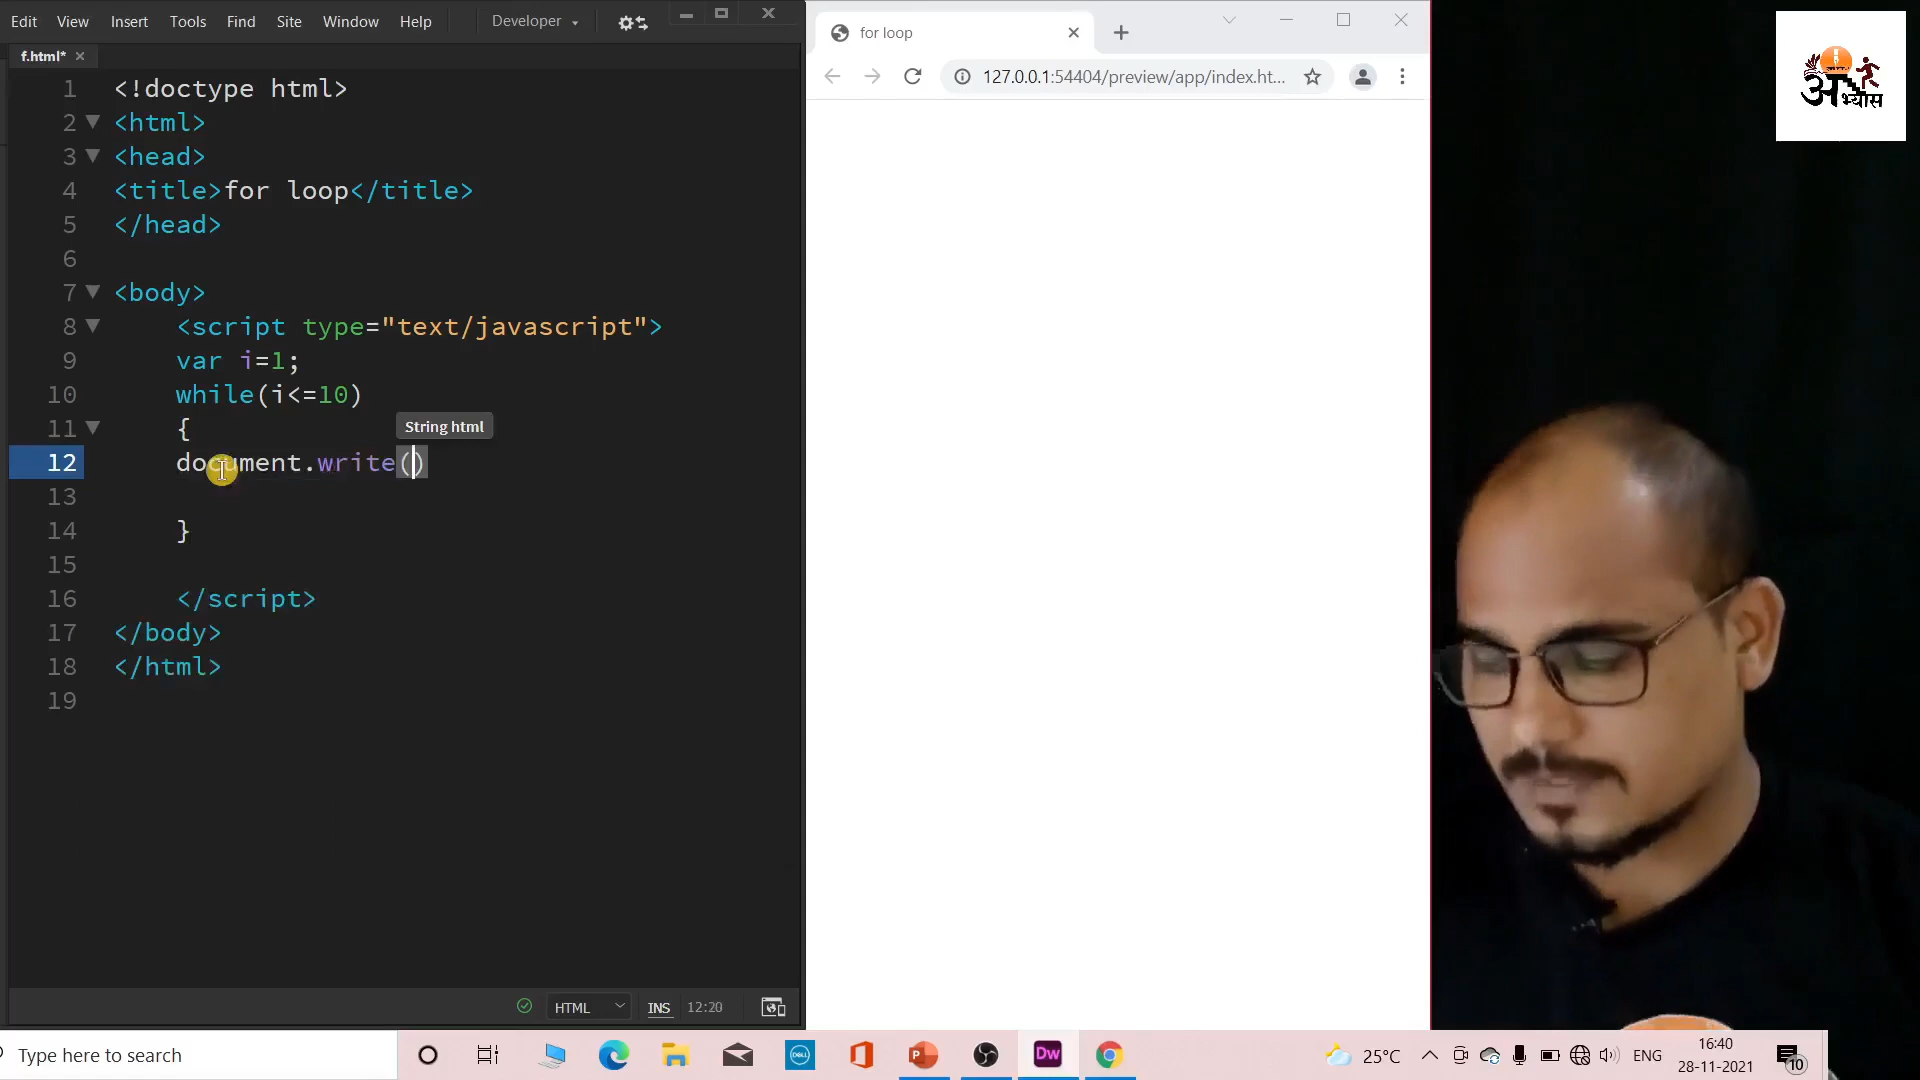 Edit View Insert Tools Find Site Window Help Developer
f.html* ×
1 <!doctype html>
2 <html>
3 <head>
4 <title>for loop</title>
5 </head>
6
7 <body>
8 <script type="text/javascript">
9 var i=1;
10 while(i<=10)
11 {
String html
12 document.write()
13
14 }
15
16 </script>
17 </body>
18 </html>
19
HTML INS 12:20
for loop
127.0.0.1:54404/preview/app/index.ht...
अभ्यास
Type here to search
DELL
P
Dw
25°C ENG
16:40
28-11-2021
10